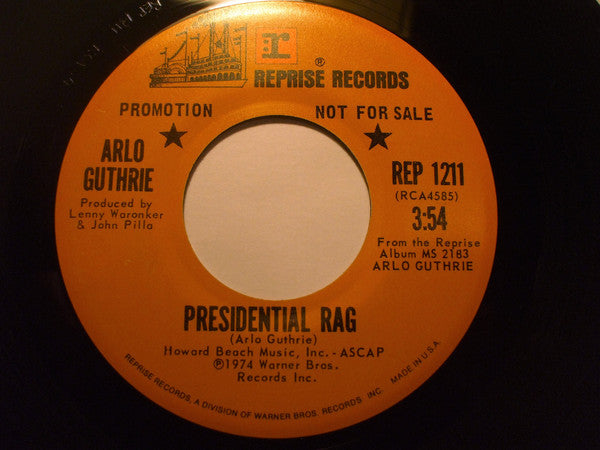 r
REPRISE RECORDS ®
PROMOTION NOT FOR SALE
ARLO
GUTHRIE
Produced by
Lenny Waronker
& John Pilla
REP 1211
(RCA4585)
3:54
From the Reprise
Album MS 2183
ARLO GUTHRIE
PRESIDENTIAL RAG
(Arlo Guthrie)
Howard Beach Music, Inc. - ASCAP
℗1974 Warner Bros.
Records Inc.
REPRISE RECORDS, A DIVISION OF WARNER BROS. RECORDS INC. MADE IN U.S.A.